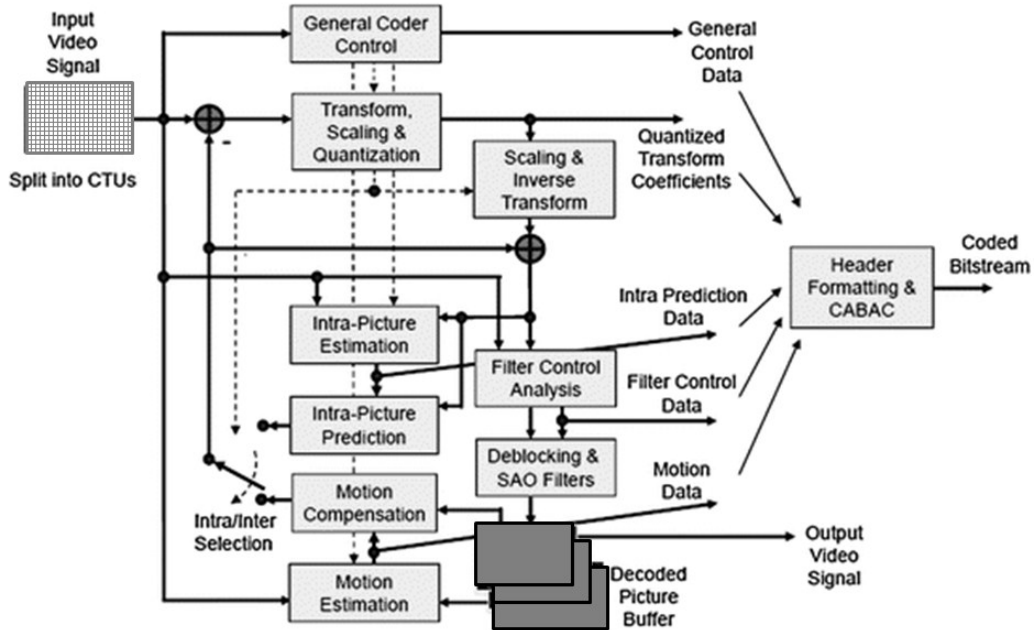 Input
Video
Signal
Split into CTUs
General Coder
Control
General
Control
Data
Transform,
Scaling &
Quantization
-
Quantized
Transform
Coefficients
Scaling &
Inverse
Transform
Header
Formatting &
CABAC
Coded
Bitstream
Intra Prediction
Data
Intra-Picture
Estimation
Filter Control
Analysis
Filter Control
Data
Intra-Picture
Prediction
Deblocking &
SAO Filters
Motion
Data
Motion
Compensation
Intra/Inter
Selection
Output
Video
Signal
Motion
Estimation
Decoded
Picture
Buffer